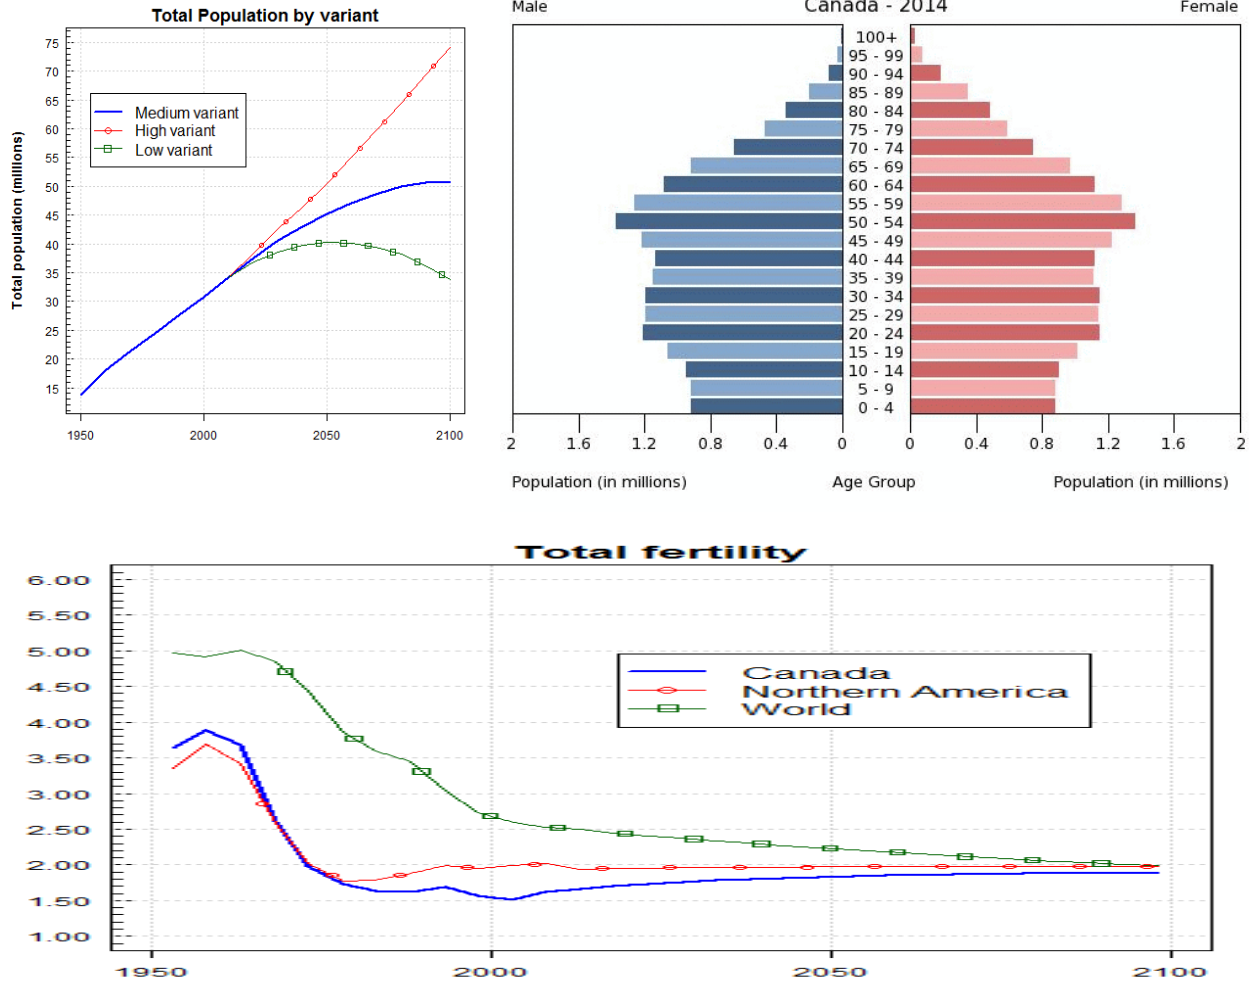 Total Population by variant
Total population (millions)
75
70
65
60
55
50
45
40
35
30
25
20
15
Medium variant
High variant
Low variant
1950 2000 2050 2100
Male Canada - 2014 Female
100+
95 - 99
90 - 94
85 - 89
80 - 84
75 - 79
70 - 74
65 - 69
60 - 64
55 - 59
50 - 54
45 - 49
40 - 44
35 - 39
30 - 34
25 - 29
20 - 24
15 - 19
10 - 14
5 - 9
0 - 4
2 1.6 1.2 0.8 0.4 0 0 0.4 0.8 1.2 1.6 2
Population (in millions) Age Group Population (in millions)
Total fertility
6.00
5.50
5.00
4.50
4.00
3.50
3.00
2.50
2.00
1.50
1.00
Canada
Northern America
World
1950 2000 2050 2100